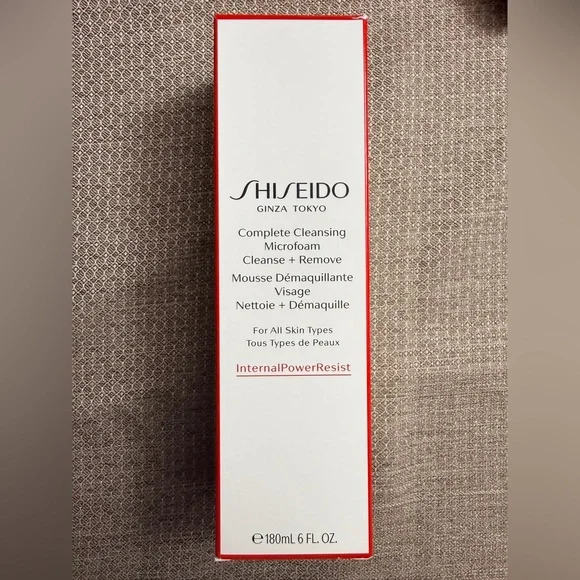 SHISEIDO
GINZA TOKYO
Complete Cleansing
Microfoam
Cleanse + Remove
Mousse Démaquillante
Visage
Nettoie + Démaquille
For All Skin Types
Tous Types de Peaux
InternalPowerResist
℮180mL 6 FL. OZ.